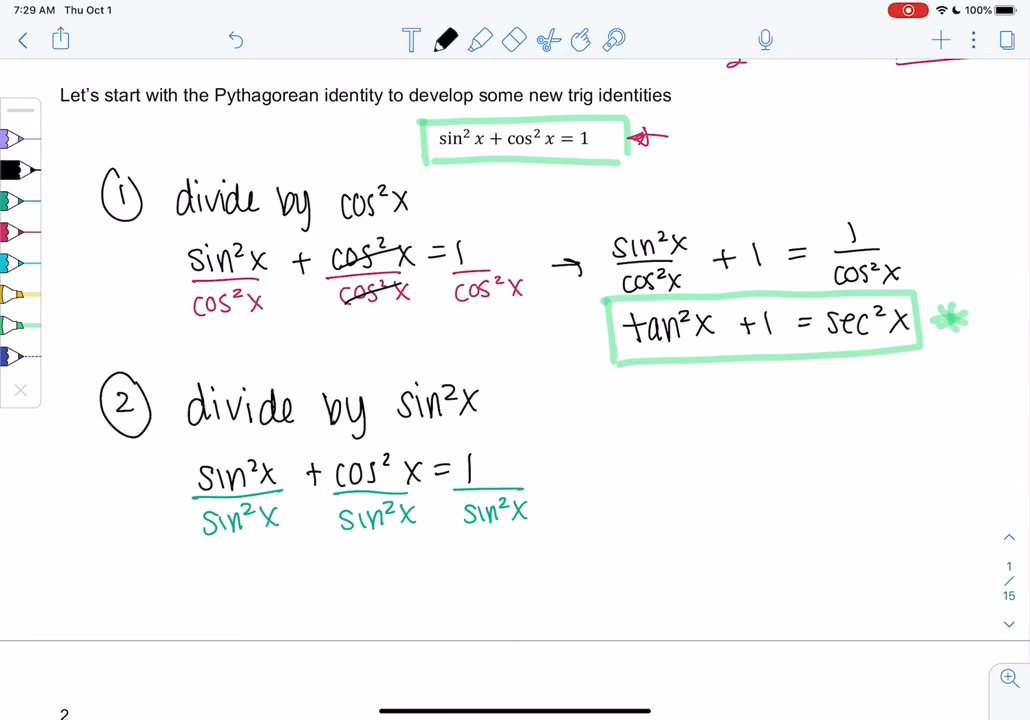 7:29 AM Thu Oct 1 100%
T
Let's start with the Pythagorean identity to develop some new trig identities
sin² x + cos² x = 1
① divide by cos²x
sin²x/cos²x + cos²x/cos²x = 1/cos²x → sin²x/cos²x + 1 = 1/cos²x
tan²x + 1 = sec²x *
② divide by sin²x
sin²x/sin²x + cos²x/sin²x = 1/sin²x
1
/
15
2